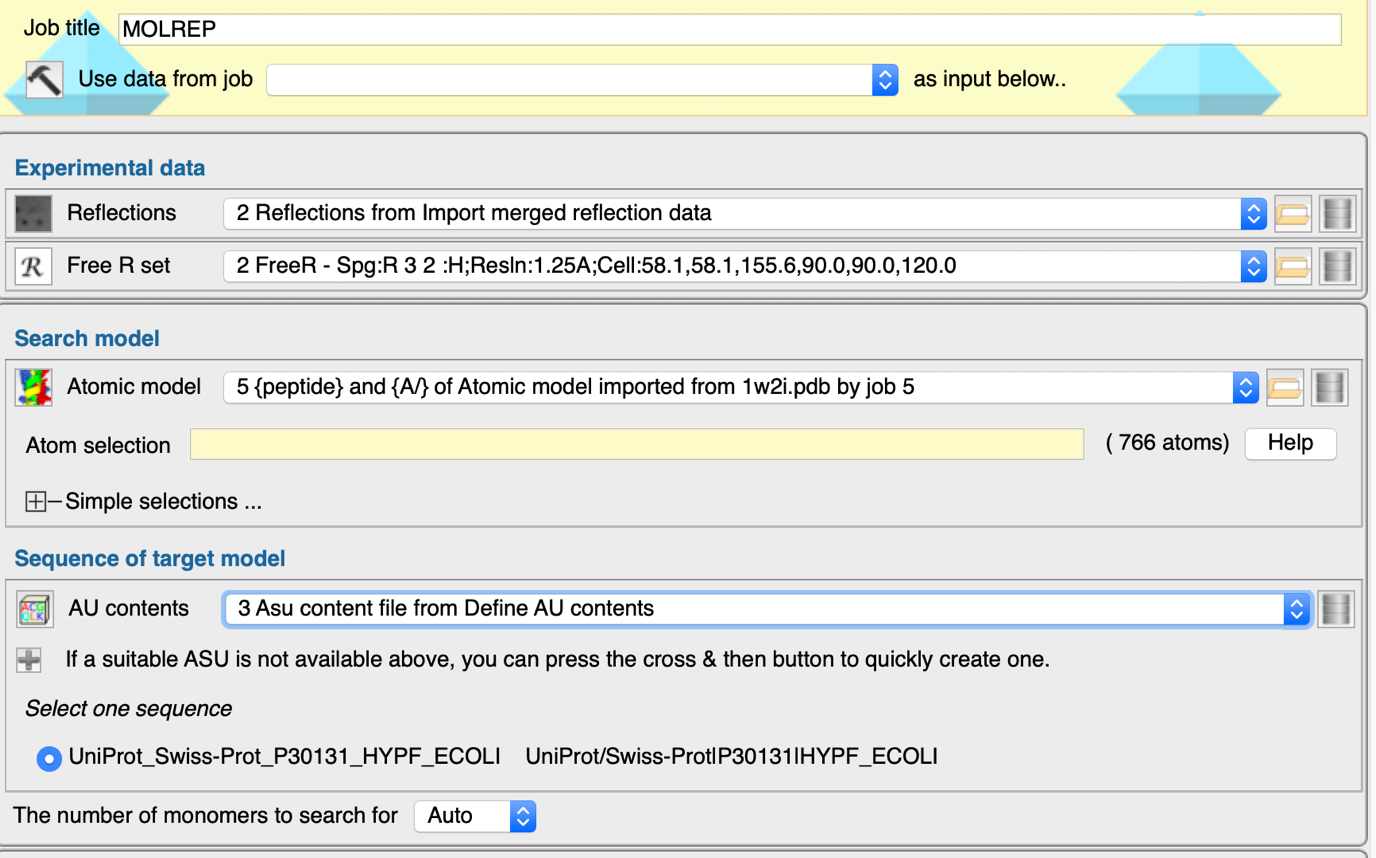 Job title MOLREP
Use data from job as input below..
Experimental data
Reflections 2 Reflections from Import merged reflection data
R Free R set 2 FreeR - Spg:R 3 2 :H;Resln:1.25A;Cell:58.1,58.1,155.6,90.0,90.0,120.0
Search model
Atomic model 5 {peptide} and {A/} of Atomic model imported from 1w2i.pdb by job 5
Atom selection ( 766 atoms) Help
Simple selections ...
Sequence of target model
AU contents 3 Asu content file from Define AU contents
If a suitable ASU is not available above, you can press the cross & then button to quickly create one.
Select one sequence
UniProt_Swiss-Prot_P30131_HYPF_ECOLI UniProt/Swiss-Prot|P30131|HYPF_ECOLI
The number of monomers to search for Auto